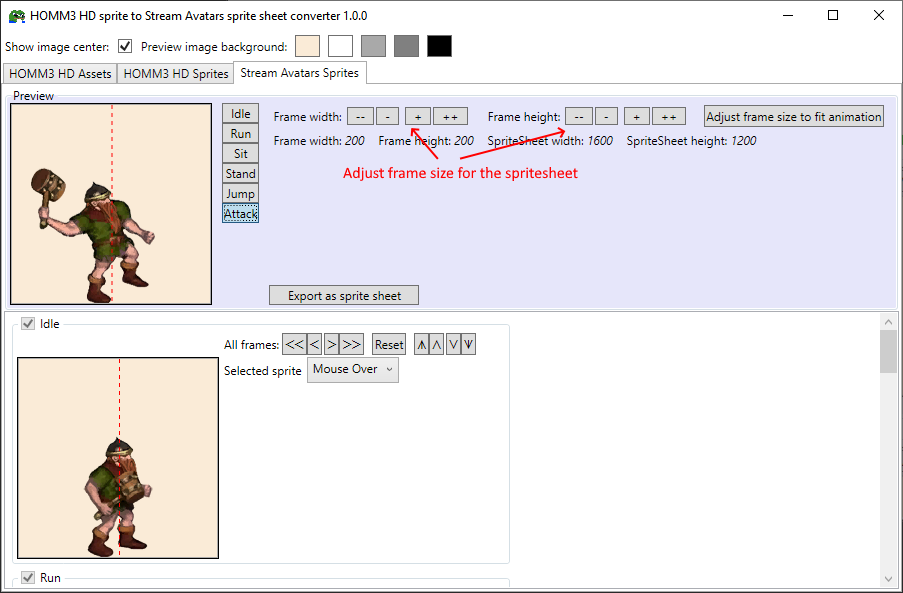 HOMM3 HD sprite to Stream Avatars sprite sheet converter 1.0.0
Show image center: Preview image background:
HOMM3 HD Assets HOMM3 HD Sprites Stream Avatars Sprites
Preview
Idle Frame width: -- - + ++ Frame height: -- - + ++ Adjust frame size to fit animation
Run Frame width: 200 Frame height: 200 SpriteSheet width: 1600 SpriteSheet height: 1200
Sit
Stand Adjust frame size for the spritesheet
Jump
Attack
Export as sprite sheet
Idle
All frames: << < > >> Reset ⩚ ∧ ∨ ⩛
Selected sprite Mouse Over
Run